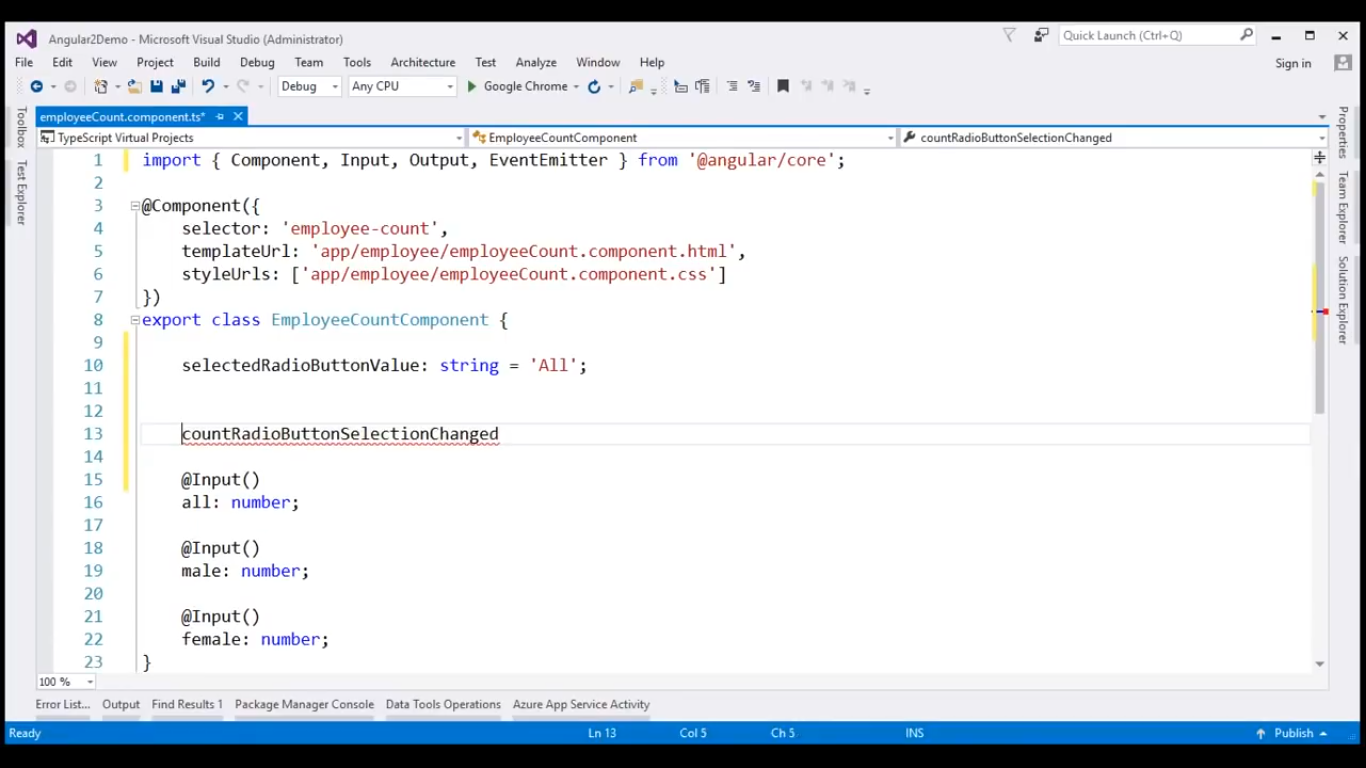 Angular2Demo - Microsoft Visual Studio (Administrator)
Quick Launch (Ctrl+Q)
File Edit View Project Build Debug Team Tools Architecture Test Analyze Window Help
Sign in
Debug Any CPU Google Chrome
employeeCount.component.ts*
TypeScript Virtual Projects EmployeeCountComponent countRadioButtonSelectionChanged
Toolbox
Test Explorer
1 import { Component, Input, Output, EventEmitter } from '@angular/core';
2
3 @Component({
4 selector: 'employee-count',
5 templateUrl: 'app/employee/employeeCount.component.html',
6 styleUrls: ['app/employee/employeeCount.component.css']
7 })
8 export class EmployeeCountComponent {
9
10 selectedRadioButtonValue: string = 'All';
11
12
13 countRadioButtonSelectionChanged
14
15 @Input()
16 all: number;
17
18 @Input()
19 male: number;
20
21 @Input()
22 female: number;
23 }
Properties
Team Explorer
Solution Explorer
100 %
Error List... Output Find Results 1 Package Manager Console Data Tools Operations Azure App Service Activity
Ready Ln 13 Col 5 Ch 5 INS Publish